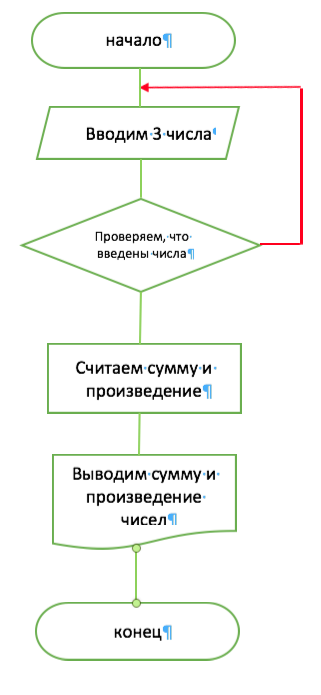 начало¶
Вводим·3·числа¶
Проверяем,·что·
введены·числа¶
Считаем·сумму·и·
произведение¶
Выводим·сумму·и·
произведение·
чисел¶
конец¶